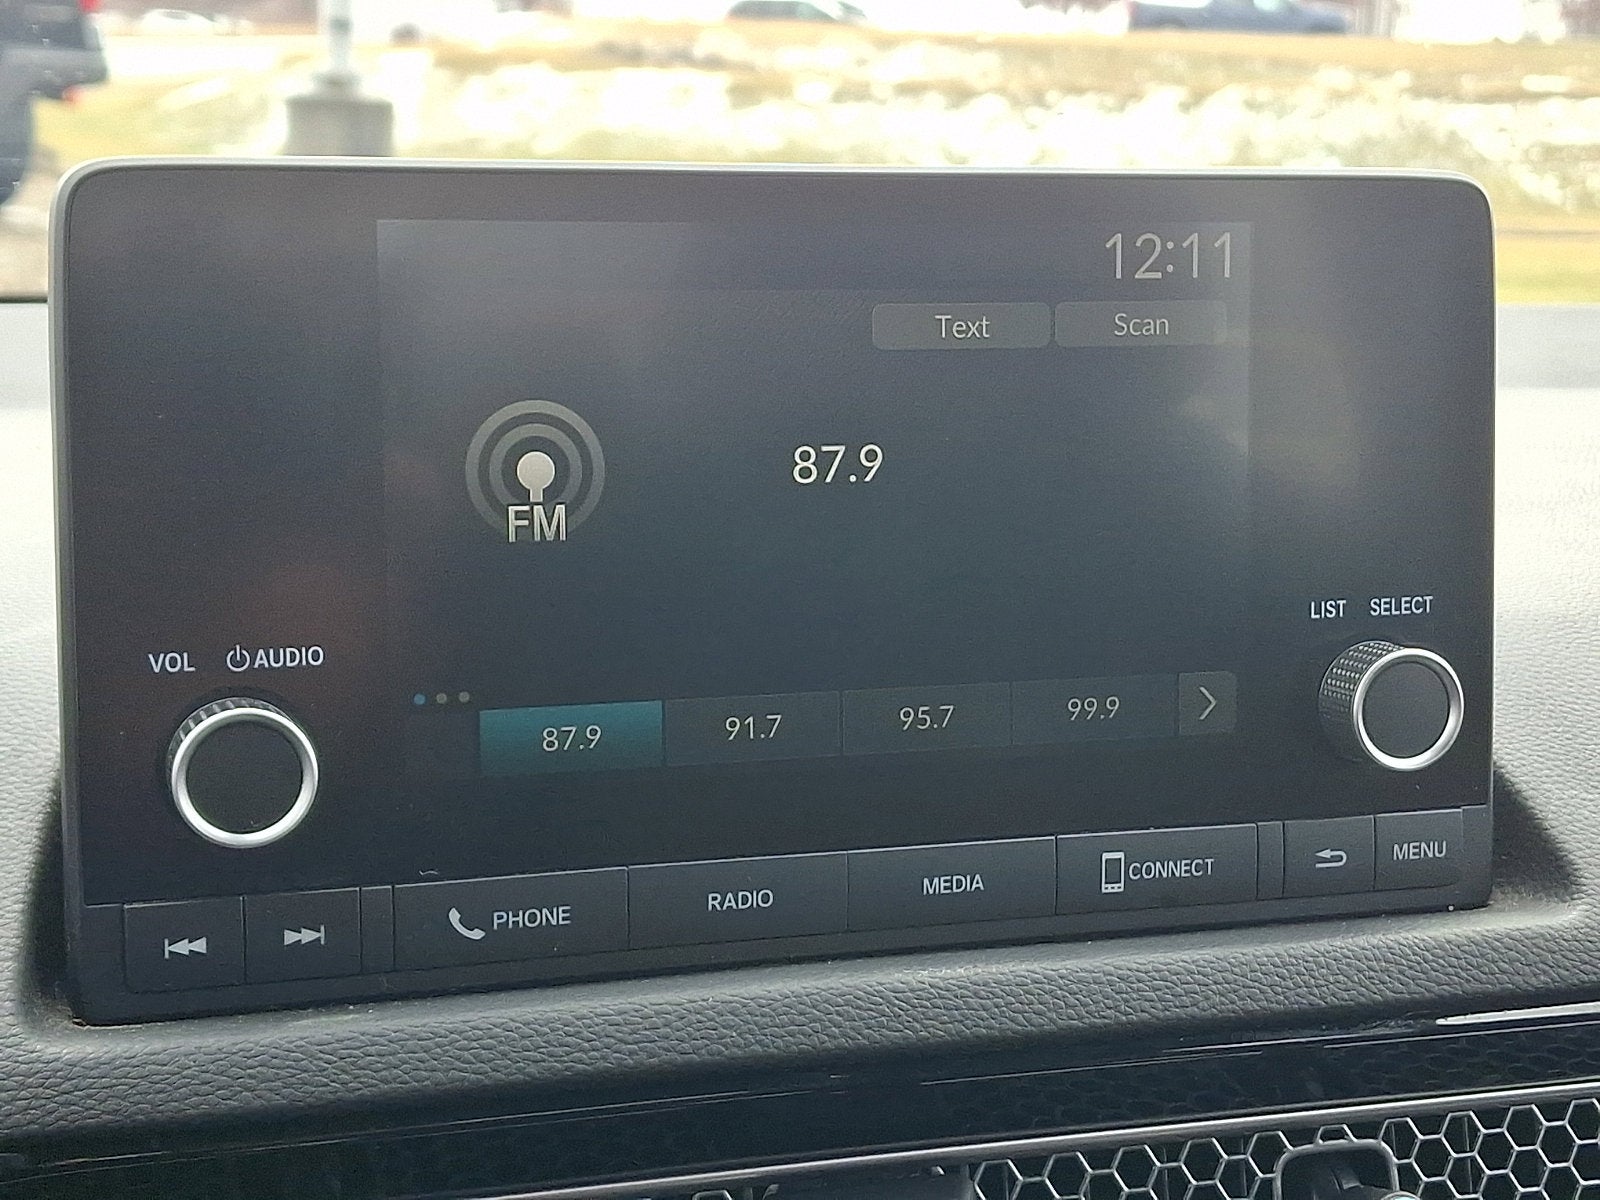 12:11
Text Scan
FM
87.9
LIST SELECT
VOL AUDIO
87.9 91.7 95.7 99.9
PHONE RADIO MEDIA CONNECT MENU